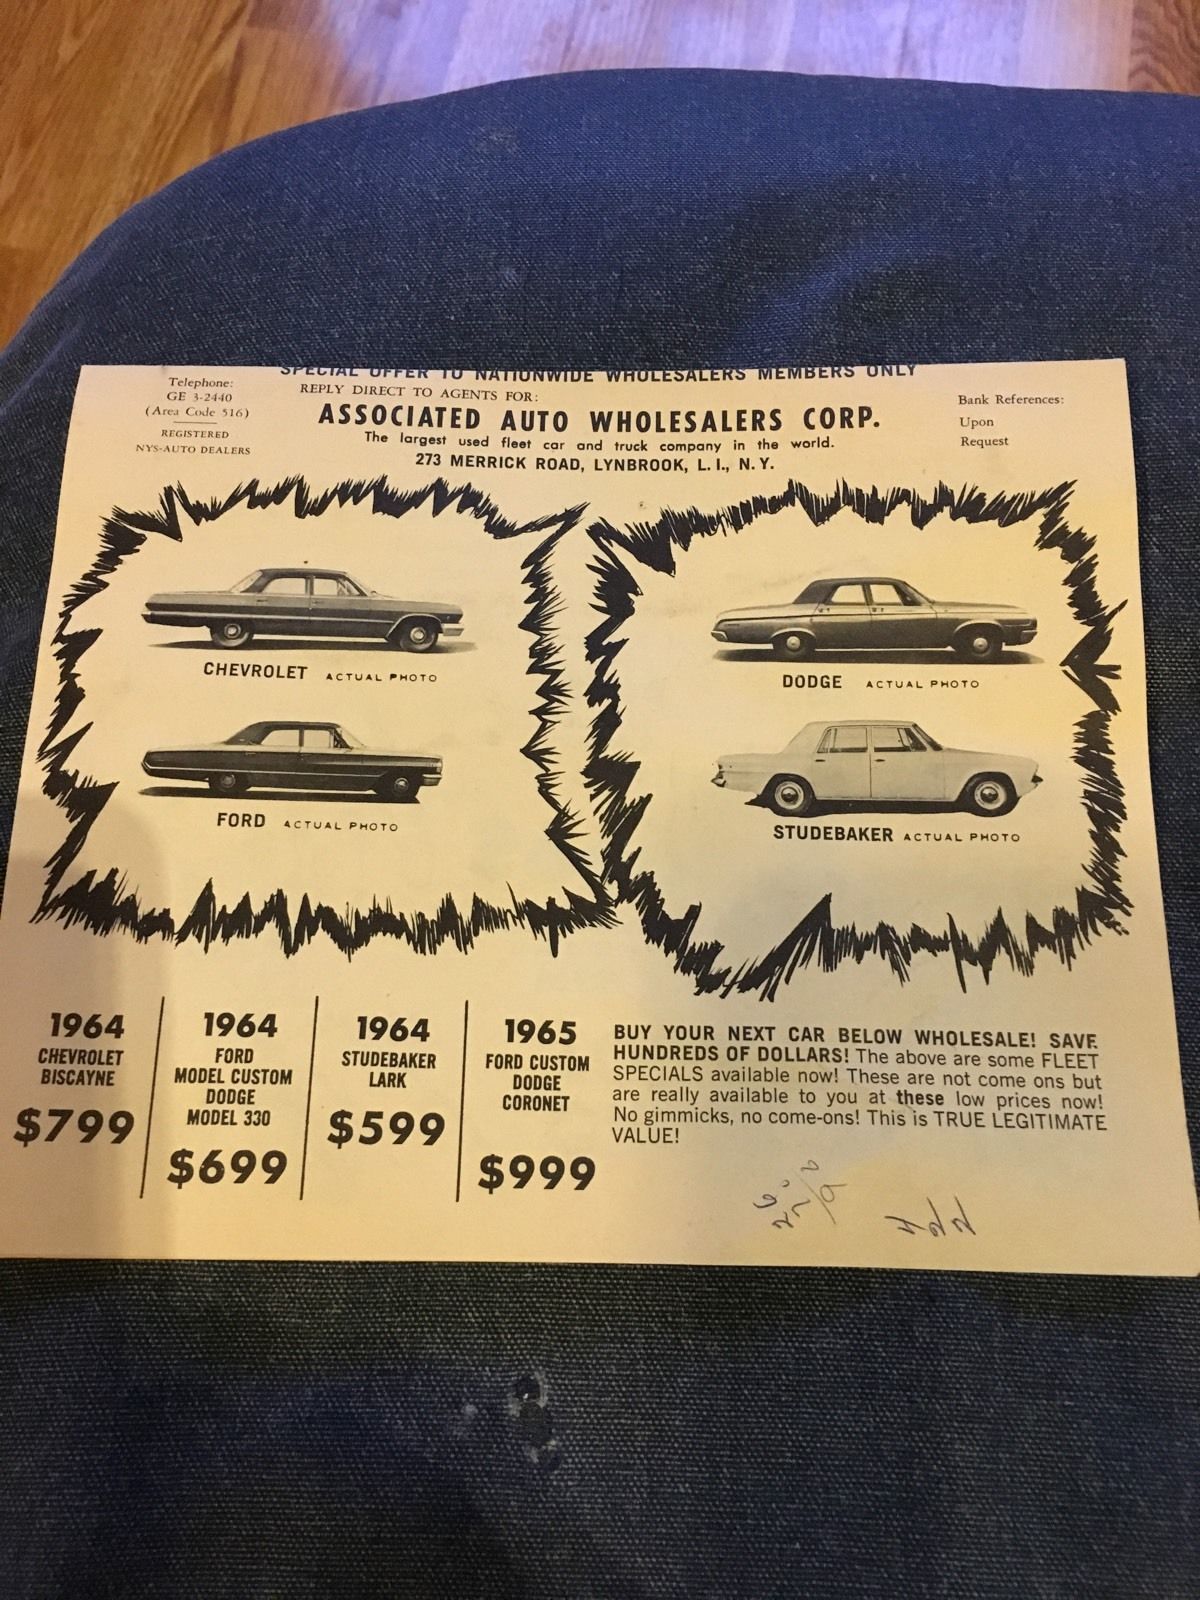 SPECIAL OFFER TO NATIONWIDE WHOLESALERS MEMBERS ONLY
Telephone:
GE 3-2440
(Area Code 516)
REGISTERED
NYS-AUTO DEALERS
REPLY DIRECT TO AGENTS FOR:
ASSOCIATED AUTO WHOLESALERS CORP.
The largest used fleet car and truck company in the world.
273 MERRICK ROAD, LYNBROOK, L. I., N. Y.
Bank References:
Upon
Request
CHEVROLET ACTUAL PHOTO
FORD ACTUAL PHOTO
DODGE ACTUAL PHOTO
STUDEBAKER ACTUAL PHOTO
1964
CHEVROLET
BISCAYNE
$799
1964
FORD
MODEL CUSTOM
DODGE
MODEL 330
$699
1964
STUDEBAKER
LARK
$599
1965
FORD CUSTOM
DODGE
CORONET
$999
BUY YOUR NEXT CAR BELOW WHOLESALE! SAVE
HUNDREDS OF DOLLARS! The above are some FLEET
SPECIALS available now! These are not come ons but
are really available to you at these low prices now!
No gimmicks, no come-ons! This is TRUE LEGITIMATE
VALUE!